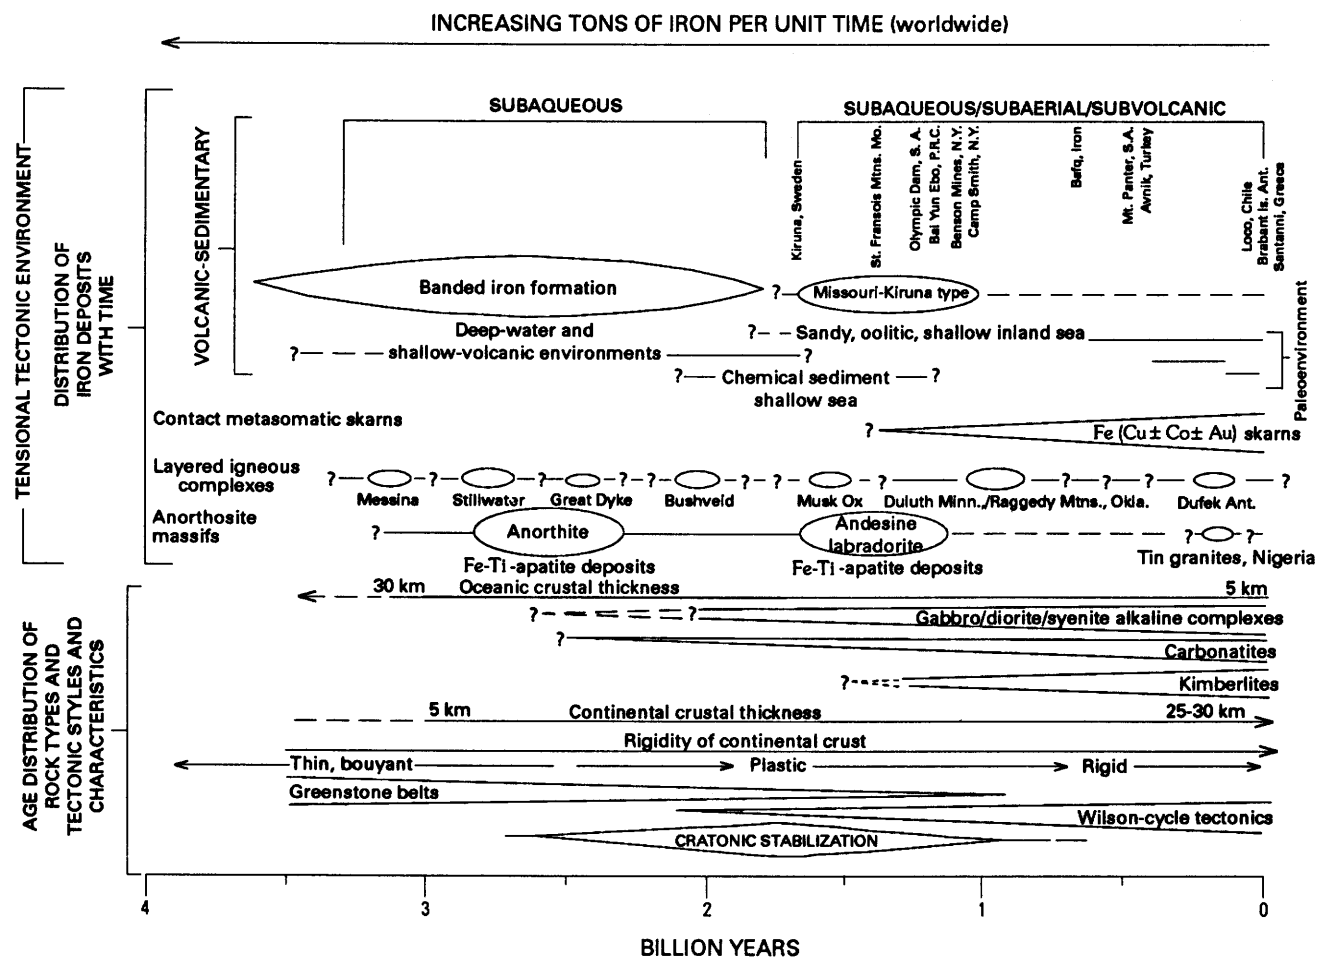 INCREASING TONS OF IRON PER UNIT TIME (worldwide)
TENSIONAL TECTONIC ENVIRONMENT
DISTRIBUTION OF
IRON DEPOSITS
WITH TIME
VOLCANIC-SEDIMENTARY
SUBAQUEOUS
SUBAQUEOUS/SUBAERIAL/SUBVOLCANIC
Kiruna, Sweden
St. Fransois Mtns. Mo.
Olympic Dam, S. A.
Bai Yun Ebo, P.R.C.
Benson Mines, N.Y.
Camp Smith, N.Y.
Bafq, Iron
Mt. Panter, S.A.
Avnik, Turkey
Loco, Chile
Brabant Is. Ant.
Santanni, Greece
Banded iron formation
? Missouri-Kiruna type
Deep-water and
? shallow-volcanic environments ?
? Sandy, oolitic, shallow inland sea
? Chemical sediment ?
shallow sea
Paleoenvironment
Contact metasomatic skarns
? Fe (Cu ± Co ± Au) skarns
Layered igneous
complexes
? ? ? ? ? ? ? ? ? ? ? ?
Messina Stillwater Great Dyke Bushveld Musk Ox Duluth Minn.,/Raggedy Mtns., Okla. Dufek Ant.
Anorthosite
massifs
? Anorthite Andesine
labradorite ? ?
Tin granites, Nigeria
Fe-Ti -apatite deposits Fe-Ti -apatite deposits
AGE DISTRIBUTION OF
ROCK TYPES AND
TECTONIC STYLES AND
CHARACTERISTICS
30 km Oceanic crustal thickness 5 km
? ? Gabbro/diorite/syenite alkaline complexes
? Carbonatites
? Kimberlites
5 km Continental crustal thickness 25-30 km
Rigidity of continental crust
Thin, bouyant Plastic Rigid
Greenstone belts
Wilson-cycle tectonics
CRATONIC STABILIZATION
4 3 2 1 0
BILLION YEARS